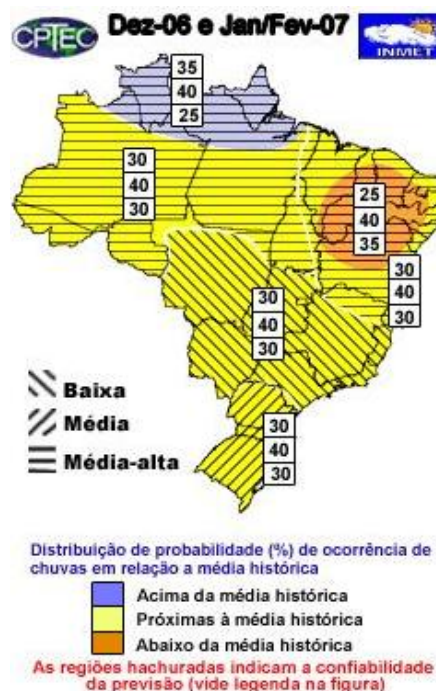 CPTEC
Dez-06 e Jan/Fev-07
INMET
35
40
25
30
40
30
25
40
35
30
40
30
30
40
30
30
40
30
Baixa
Média
Média-alta
Distribuição de probabilidade (%) de ocorrência de
chuvas em relação a média histórica
Acima da média histórica
Próximas à média histórica
Abaixo da média histórica
As regiões hachuradas indicam a confiabilidade
da previsão (vide legenda na figura)